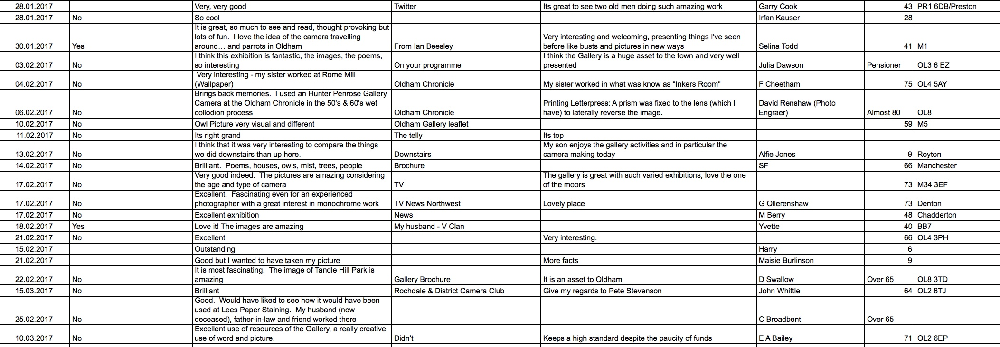 28.01.2017 Very, very good Twitter Its great to see two old men doing such amazing work Garry Cook 43 PR1 6DB/Preston
28.01.2017 No So cool Irfan Kauser 28
It is great, so much to see and read, thought provoking but
lots of fun. I love the idea of the camera travelling Very interesting and welcoming, presenting things I've seen
30.01.2017 Yes around… and parrots in Oldham From Ian Beesley before like busts and pictures in new ways Selina Todd 41 M1
I think this exhibition is fantastic, the images, the poems, I think the Gallery is a huge asset to the town and very well
03.02.2017 No so interesting On your programme presented Julia Dawson Pensioner OL3 6 EZ
Very interesting - my sister worked at Rome Mill
04.02.2017 No (Wallpaper) Oldham Chronicle My sister worked in what was know as "Inkers Room" F Cheetham 75 OL4 5AY
Brings back memories. I used an Hunter Penrose Gallery
Camera at the Oldham Chronicle in the 50's & 60's wet Printing Letterpress: A prism was fixed to the lens (which I David Renshaw (Photo
06.02.2017 No collodion process Oldham Chronicle have) to laterally reverse the image. Engraer) Almost 80 OL8
10.02.2017 No Owl Picture very visual and different Oldham Gallery leaflet 59 M5
11.02.2017 No Its right grand The telly Its top
I think that it was very interesting to compare the things My son enjoys the gallery activities and in particular the
13.02.2017 No we did downstairs than up here. Downstairs camera making today Alfie Jones 9 Royton
14.02.2017 No Brilliant. Poems, houses, owls, mist, trees, people Brochure SF 66 Manchester
Very good indeed. The pictures are amazing considering The gallery is great with such varied exhibitions, love the one
17.02.2017 No the age and type of camera TV of the moors 73 M34 3EF
Excellent. Fascinating even for an experienced
17.02.2017 No photographer with a great interest in monochrome work TV News Northwest Lovely place G Ollerenshaw 73 Denton
17.02.2017 No Excellent exhibition News M Berry 48 Chadderton
18.02.2017 Yes Love it! The images are amazing My husband - V Clan Yvette 40 BB7
21.02.2017 No Excellent Very interesting. 66 OL4 3PH
15.02.2017 Outstanding Harry 6
21.02.2017 Good but I wanted to have taken my picture More facts Maisie Burlinson 9
It is most fascinating. The image of Tandle Hill Park is
22.02.2017 No amazing Gallery Brochure It is an asset to Oldham D Swallow Over 65 OL8 3TD
15.03.2017 No Brilliant Rochdale & District Camera Club Give my regards to Pete Stevenson John Whittle 64 OL2 8TJ
Good. Would have liked to see how it would have been
used at Lees Paper Staining. My husband (now
25.02.2017 No deceased), father-in-law and friend worked there C Broadbent Over 65
Excellent use of resources of the Gallery, a really creative
10.03.2017 No use of word and picture. Didn't Keeps a high standard despite the paucity of funds E A Bailey 71 OL2 6EP